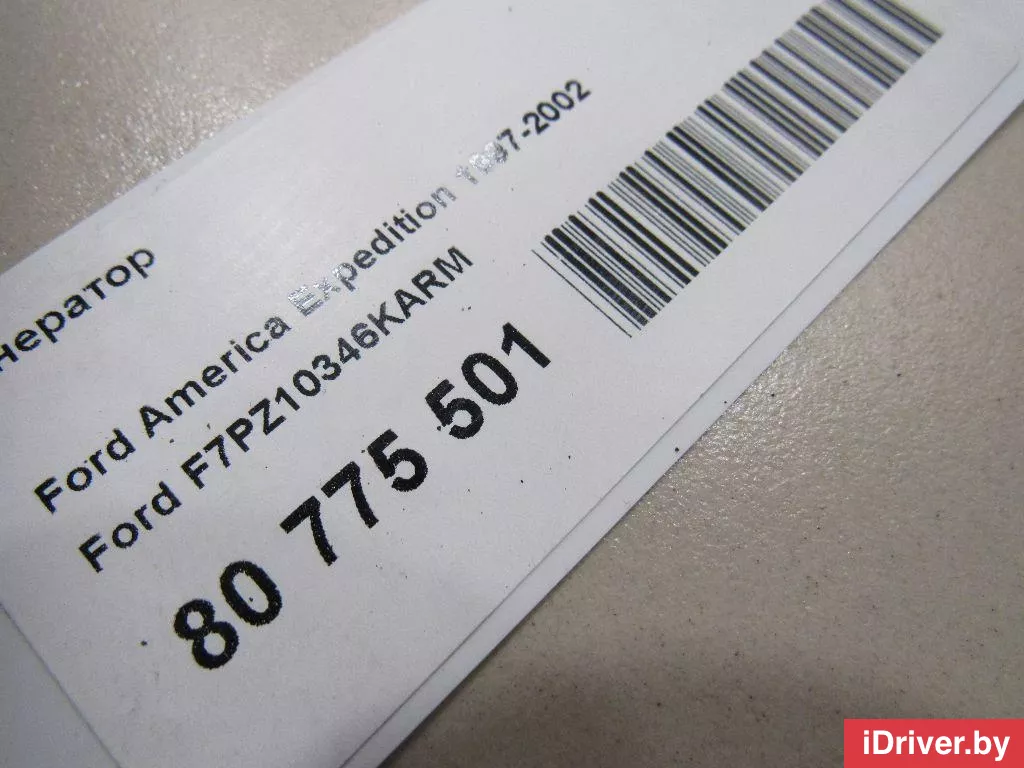 нератор
Ford America Expedition 1997-2002
Ford F7PZ10346KARM
80 775 501
iDriver.by